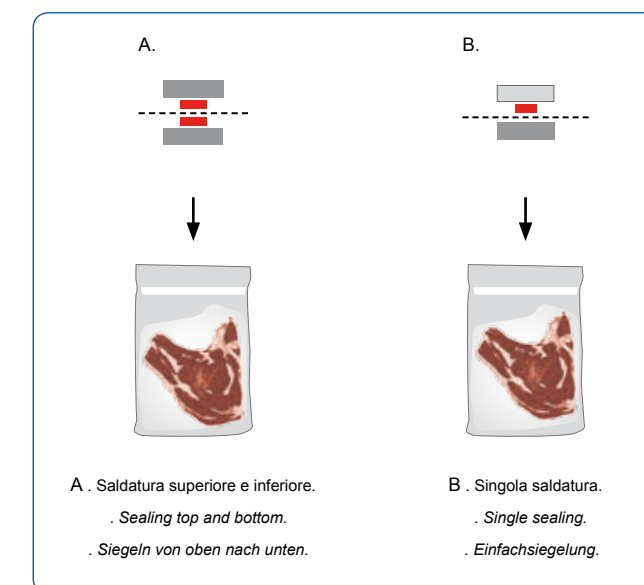 A.
B.
A . Saldatura superiore e inferiore.
. Sealing top and bottom.
. Siegeln von oben nach unten.
B . Singola saldatura.
. Single sealing.
. Einfachsiegelung.